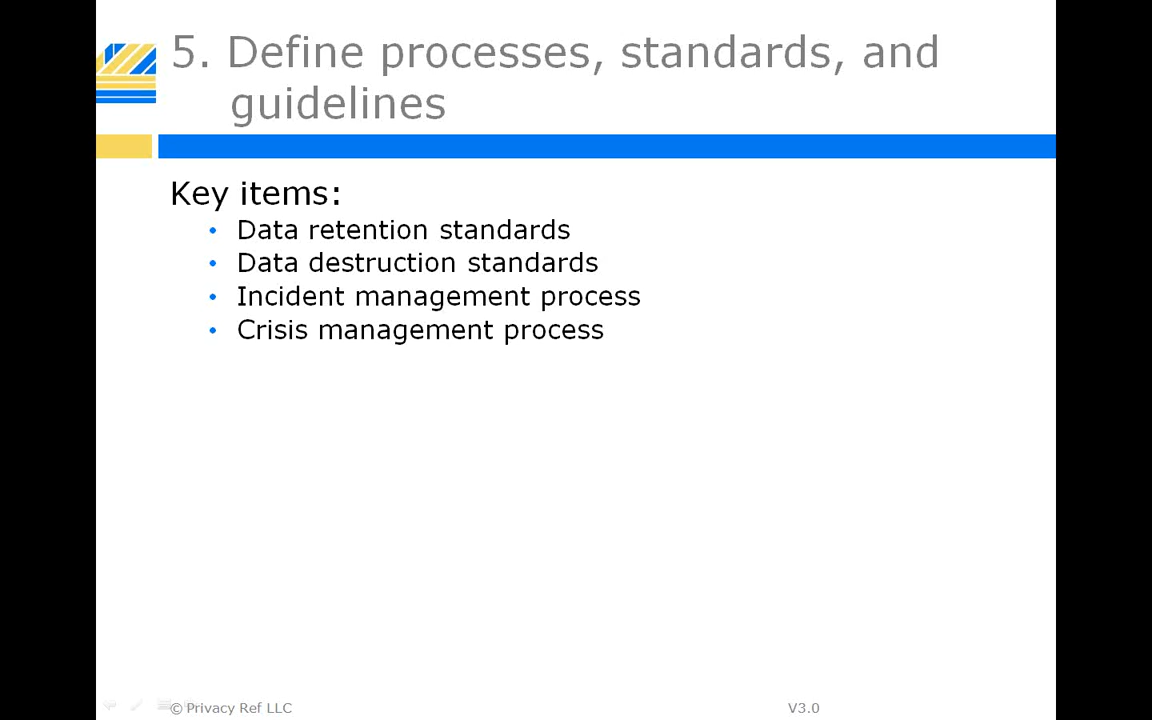 5. Define processes, standards, and
guidelines
Key items:
• Data retention standards
• Data destruction standards
• Incident management process
• Crisis management process
© Privacy Ref LLC
V3.0